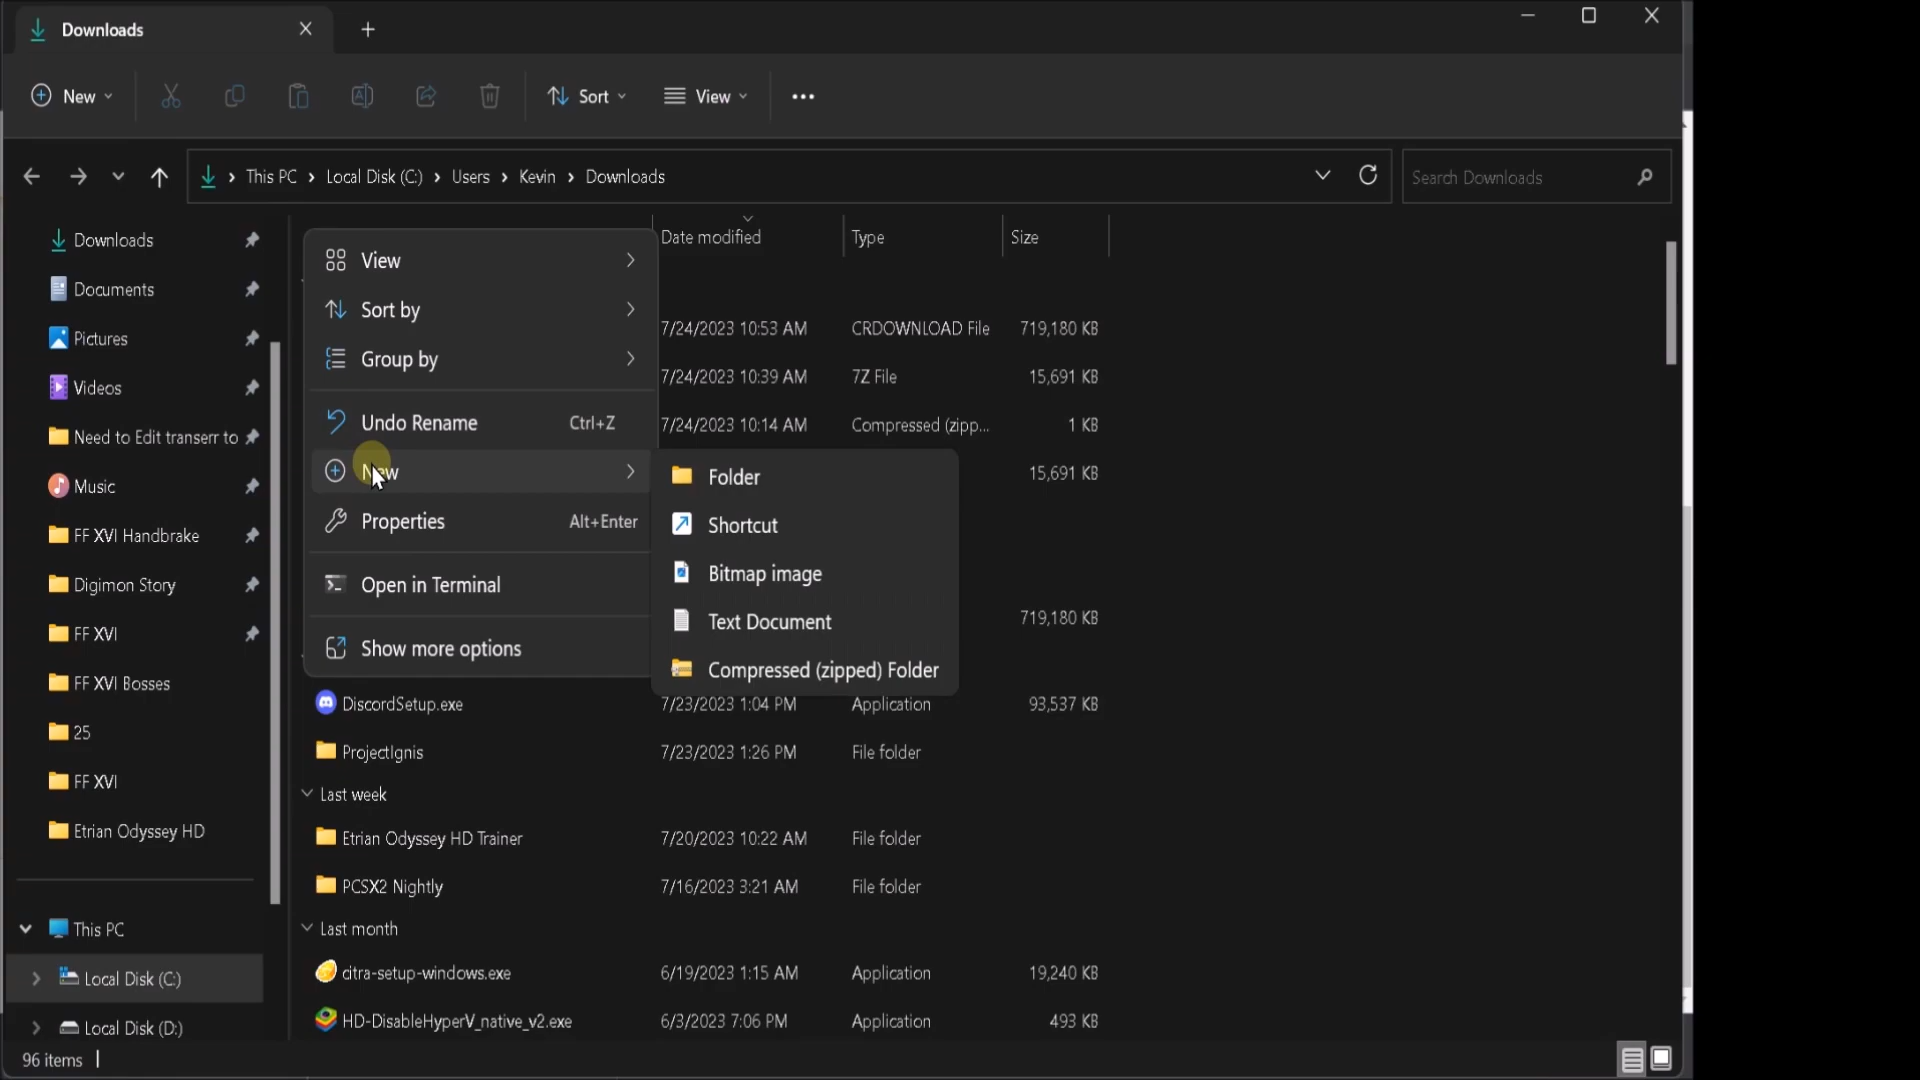 Downloads
New
Sort
View
This PC > Local Disk (C:) > Users > Kevin > Downloads
Search Downloads
Downloads
Documents
Pictures
Videos
Need to Edit transerr to
Music
FF XVI Handbrake
Digimon Story
FF XVI
FF XVI Bosses
25
FF XVI
Etrian Odyssey HD
This PC
Local Disk (C:)
Local Disk (D:)
Date modified Type Size
7/24/2023 10:53 AM CRDOWNLOAD File 719,180 KB
7/24/2023 10:39 AM 7Z File 15,691 KB
7/24/2023 10:14 AM Compressed (zipp... 1 KB
15,691 KB
719,180 KB
View
Sort by
Group by
Undo Rename Ctrl+Z
New
Properties Alt+Enter
Open in Terminal
Show more options
Folder
Shortcut
Bitmap image
Text Document
Compressed (zipped) Folder
DiscordSetup.exe 7/23/2023 1:04 PM Application 93,537 KB
ProjectIgnis 7/23/2023 1:26 PM File folder
Last week
Etrian Odyssey HD Trainer 7/20/2023 10:22 AM File folder
PCSX2 Nightly 7/16/2023 3:21 AM File folder
Last month
citra-setup-windows.exe 6/19/2023 1:15 AM Application 19,240 KB
HD-DisableHyperV_native_v2.exe 6/3/2023 7:06 PM Application 493 KB
96 items